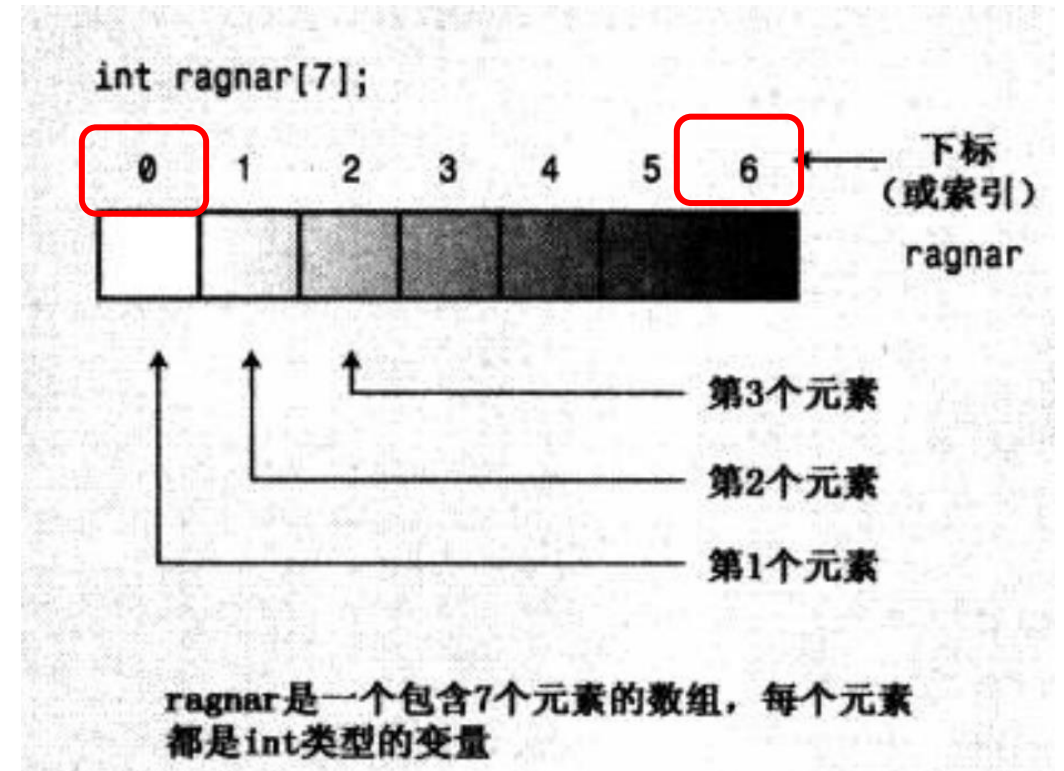 int ragnar[7];
0 1 2 3 4 5 6
下标
（或索引）
ragnar
第3个元素
第2个元素
第1个元素
ragnar是一个包含7个元素的数组，每个元素
都是int类型的变量